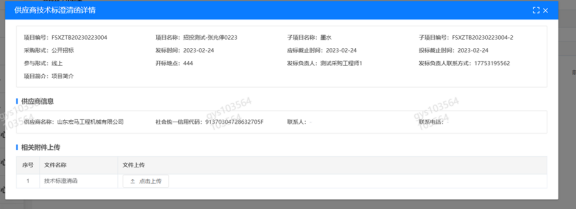 供应商技术标澄清函详情
项目编号：FSXZTB20230223004 项目名称：招投测试-张光停0223 子项目名称：墨水 子项目编号：FSXZTB20230223004-2
采购形式：公开招标 发标时间：2023-02-24 应标截止时间：2023-02-24 投标截止时间：2023-02-24
参与形式：线上 开标地点：444 发标负责人：测试采购工程师1 发标负责人联系方式：17753195562
项目简介：项目简介
供应商信息
供应商名称：山东宏马工程机械有限公司 社会统一信用代码：91370304728632705F 联系人： 联系电话：
相关附件上传
序号 文件名称 文件上传
1 技术标澄清函 点击上传
gys103564
gys103564
gys103564